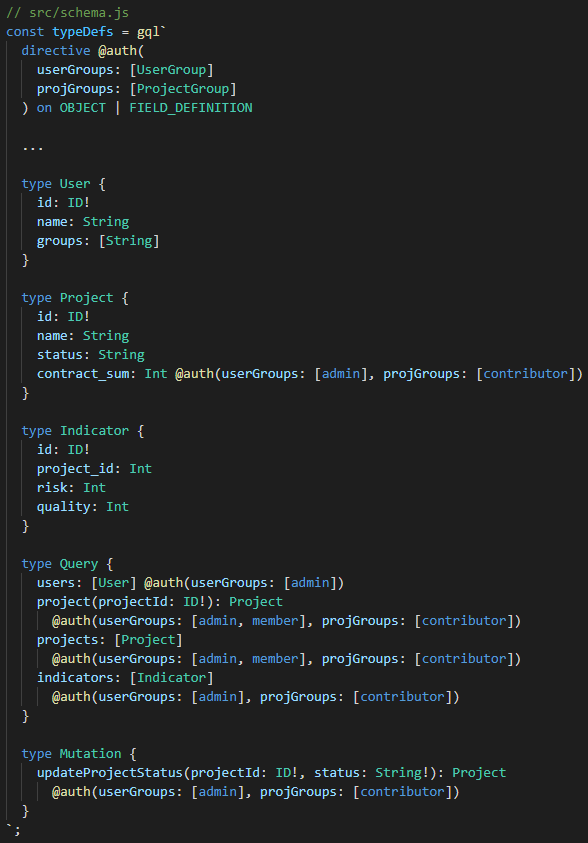 // src/schema.js
const typeDefs = gql`
  directive @auth(
    userGroups: [UserGroup]
    projGroups: [ProjectGroup]
  ) on OBJECT | FIELD_DEFINITION

  ...

  type User {
    id: ID!
    name: String
    groups: [String]
  }

  type Project {
    id: ID!
    name: String
    status: String
    contract_sum: Int @auth(userGroups: [admin], projGroups: [contributor])
  }

  type Indicator {
    id: ID!
    project_id: Int
    risk: Int
    quality: Int
  }

  type Query {
    users: [User] @auth(userGroups: [admin])
    project(projectId: ID!): Project
      @auth(userGroups: [admin, member], projGroups: [contributor])
    projects: [Project]
      @auth(userGroups: [admin, member], projGroups: [contributor])
    indicators: [Indicator]
      @auth(userGroups: [admin], projGroups: [contributor])
  }

  type Mutation {
    updateProjectStatus(projectId: ID!, status: String!): Project
      @auth(userGroups: [admin], projGroups: [contributor])
  }
`;